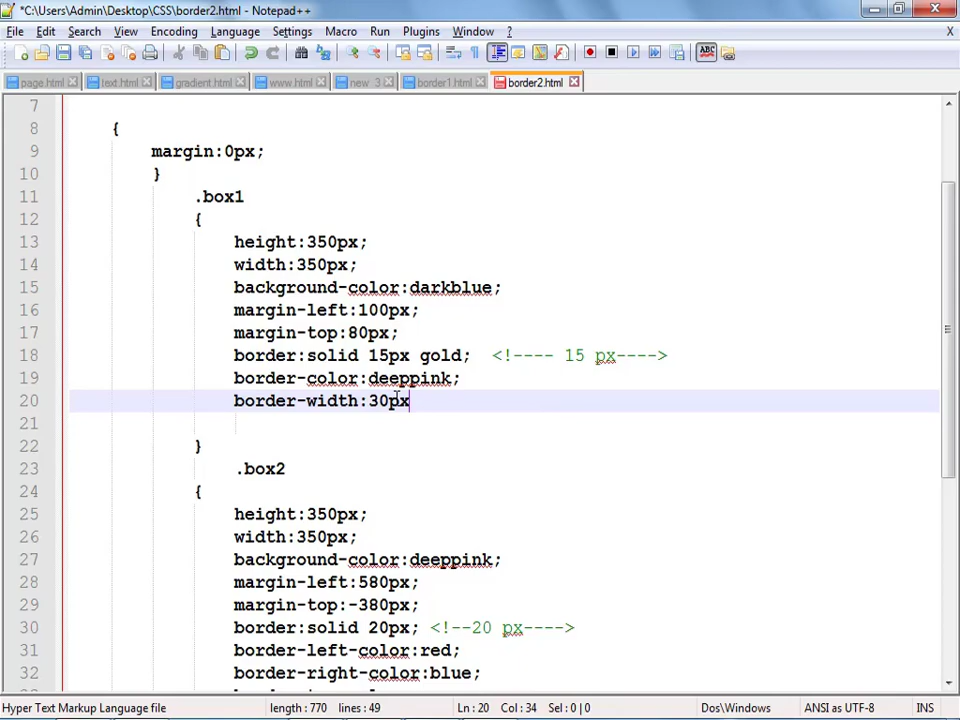 *C:\Users\Admin\Desktop\CSS\border2.html - Notepad++
File Edit Search View Encoding Language Settings Macro Run Plugins Window ? X
page.html text.html gradient.html www.html new 3 border1.html border2.html
7
8 {
9 margin:0px;
10 }
11 .box1
12 {
13 height:350px;
14 width:350px;
15 background-color:darkblue;
16 margin-left:100px;
17 margin-top:80px;
18 border:solid 15px gold; <!---- 15 px---->
19 border-color:deeppink;
20 border-width:30px
21
22 }
23 .box2
24 {
25 height:350px;
26 width:350px;
27 background-color:deeppink;
28 margin-left:580px;
29 margin-top:-380px;
30 border:solid 20px; <!--20 px---->
31 border-left-color:red;
32 border-right-color:blue;
Hyper Text Markup Language file length : 770 lines : 49 Ln : 20 Col : 34 Sel : 0 | 0 Dos\Windows ANSI as UTF-8 INS